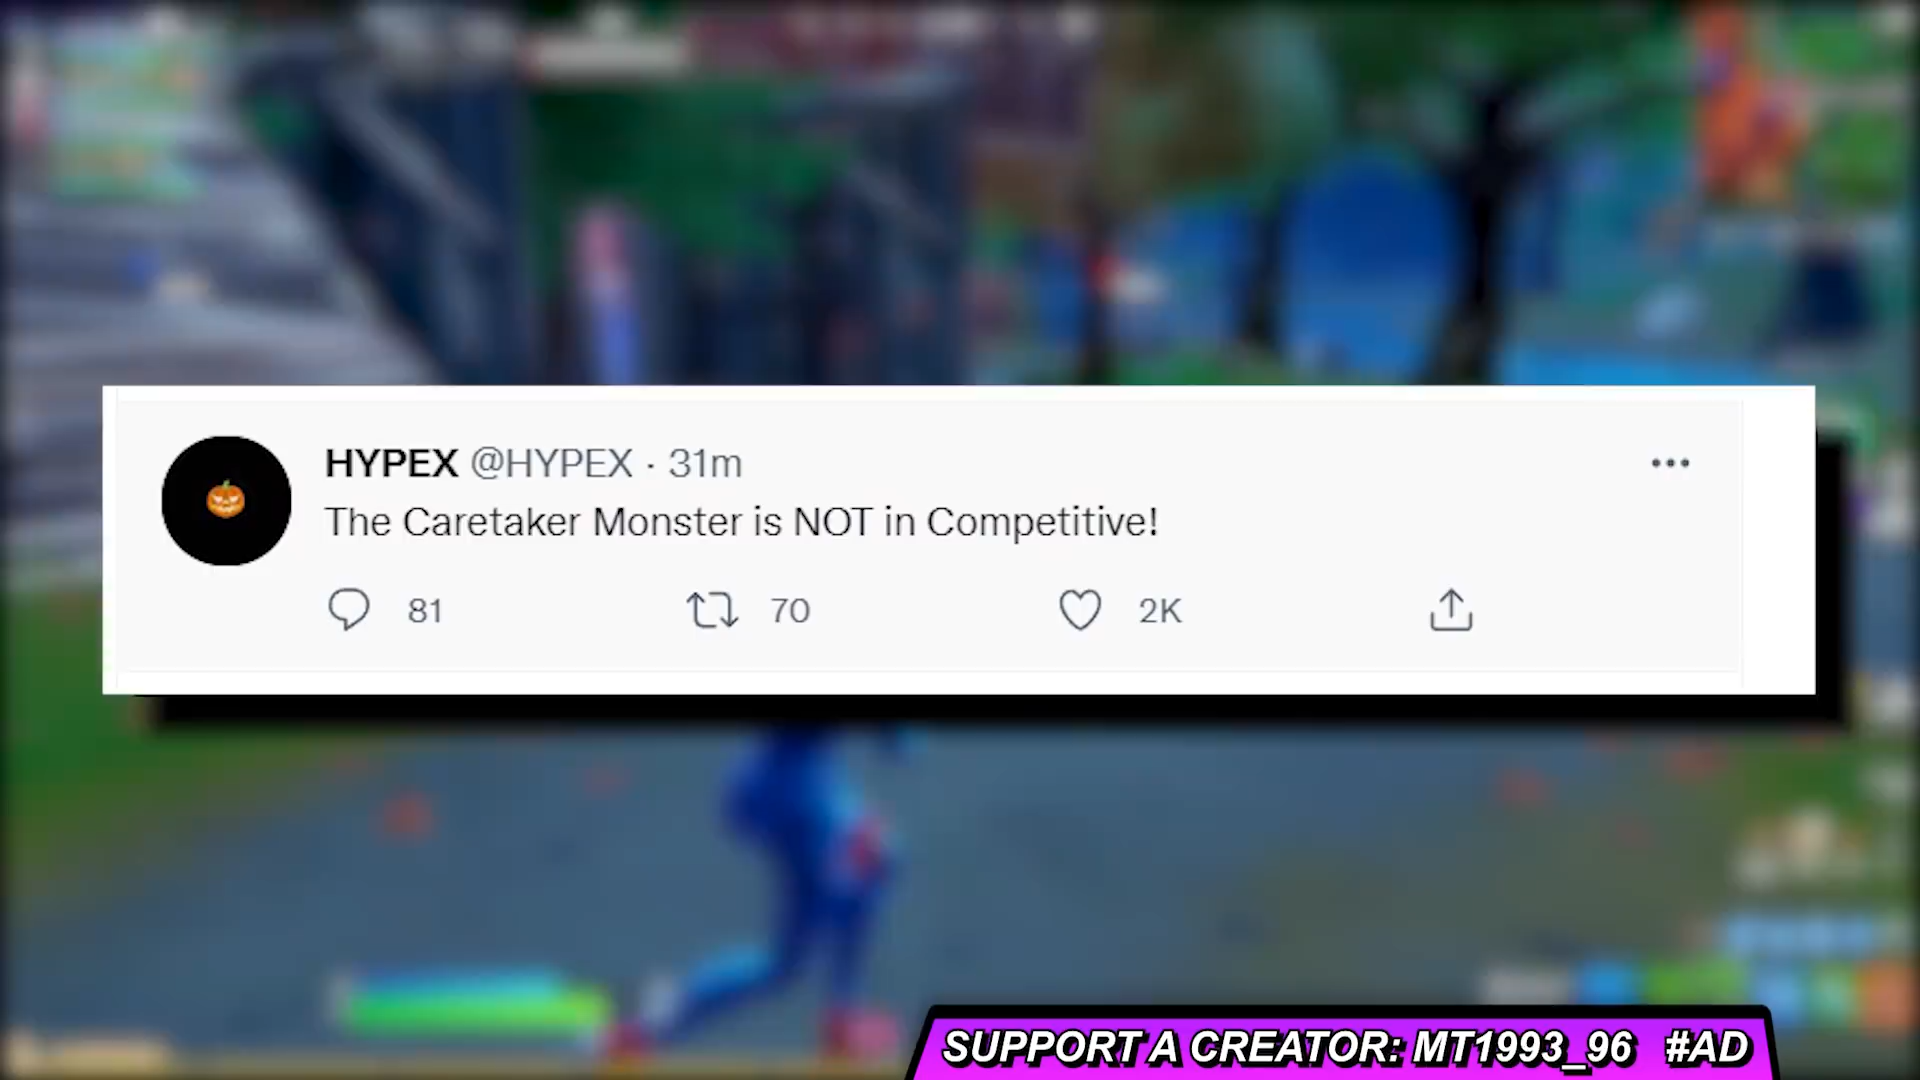 HYPEX @HYPEX · 31m
The Caretaker Monster is NOT in Competitive!
81 70 2K
SUPPORT A CREATOR: MT1993_96 #AD